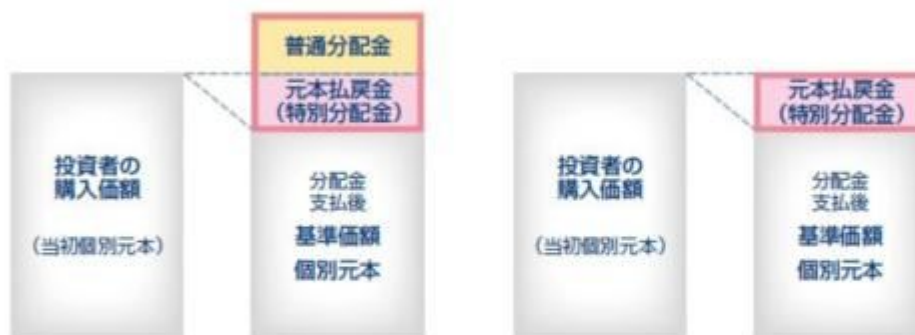 普通分配金
元本払戻金
（特別分配金）
投資者の
購入価額
（当初個別元本）
分配金
支払後
基準価額
個別元本
元本払戻金
（特別分配金）
投資者の
購入価額
（当初個別元本）
分配金
支払後
基準価額
個別元本